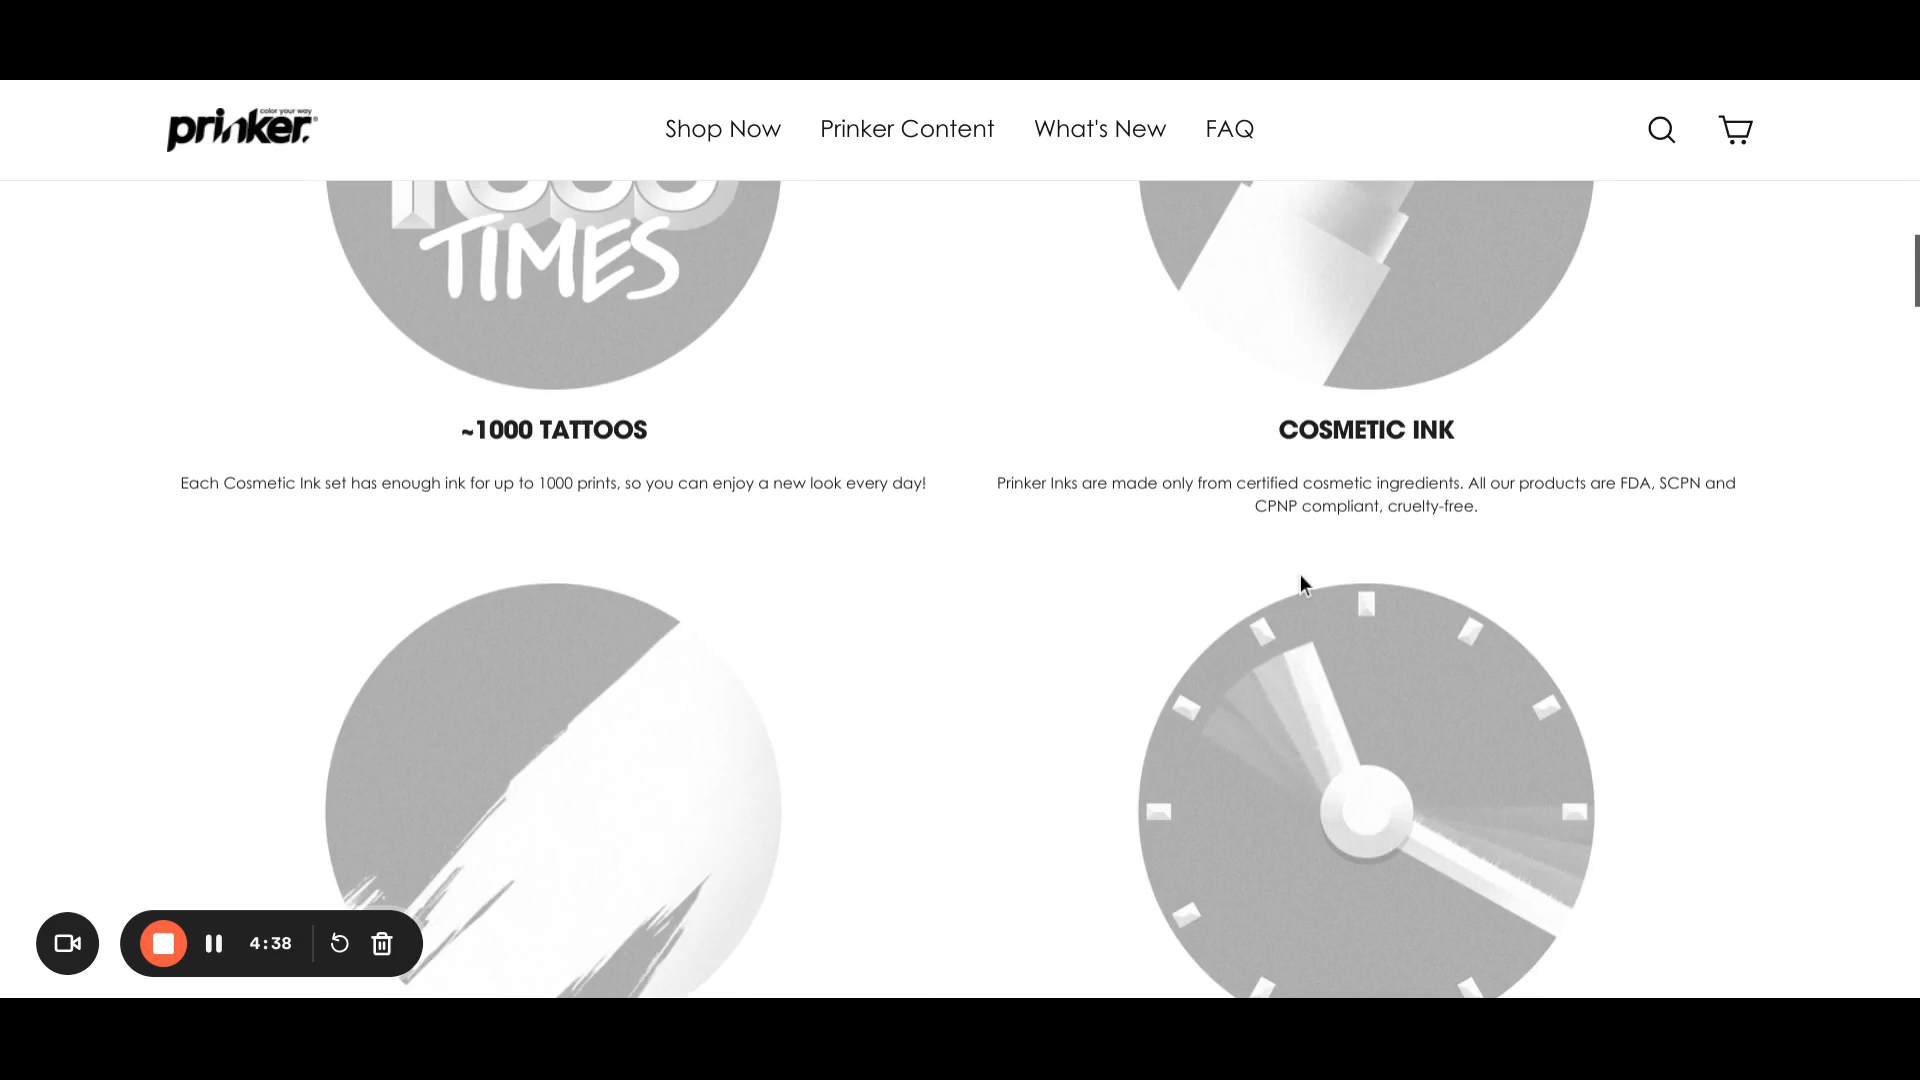 color your way
prinker.
Shop Now
Prinker Content
What's New
FAQ
1000
TIMES
~1000 TATTOOS
COSMETIC INK
Each Cosmetic Ink set has enough ink for up to 1000 prints, so you can enjoy a new look every day!
Prinker Inks are made only from certified cosmetic ingredients. All our products are FDA, SCPN and
CPNP compliant, cruelty-free.
4:38